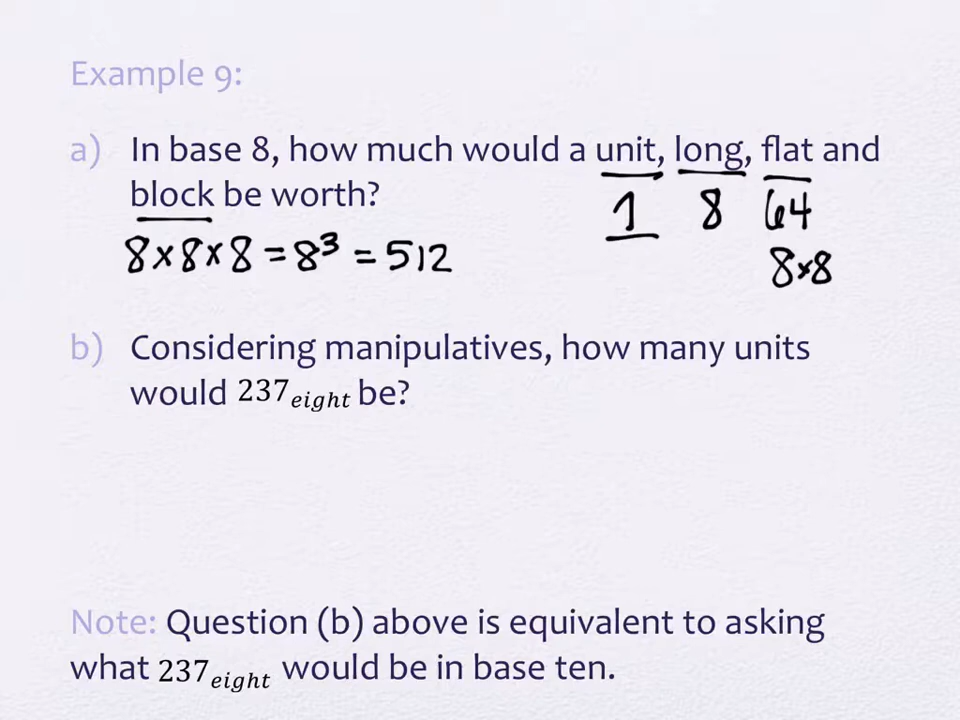 Example 9:
a) In base 8, how much would a unit, long, flat and
block be worth?
1 8 64
8×8×8 = 8³ = 512
8×8
b) Considering manipulatives, how many units
would 237eight be?
Note: Question (b) above is equivalent to asking
what 237eight would be in base ten.